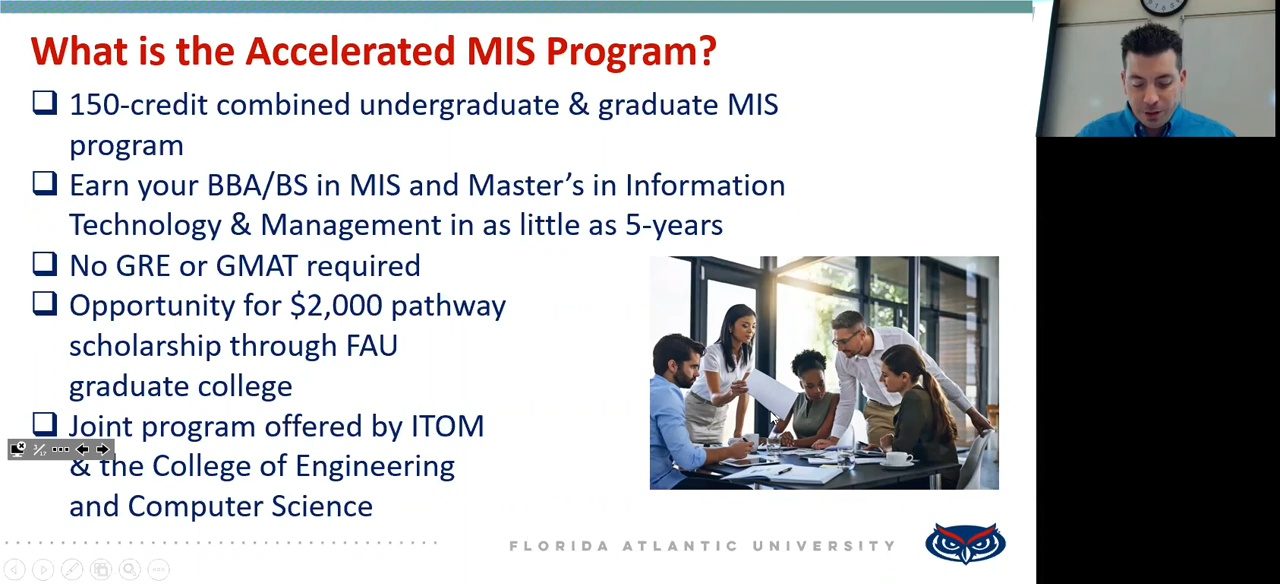 What is the Accelerated MIS Program?
❑ 150-credit combined undergraduate & graduate MIS
program
❑ Earn your BBA/BS in MIS and Master’s in Information
Technology & Management in as little as 5-years
❑ No GRE or GMAT required
❑ Opportunity for $2,000 pathway
scholarship through FAU
graduate college
❑ Joint program offered by ITOM
& the College of Engineering
and Computer Science
FLORIDA ATLANTIC UNIVERSITY